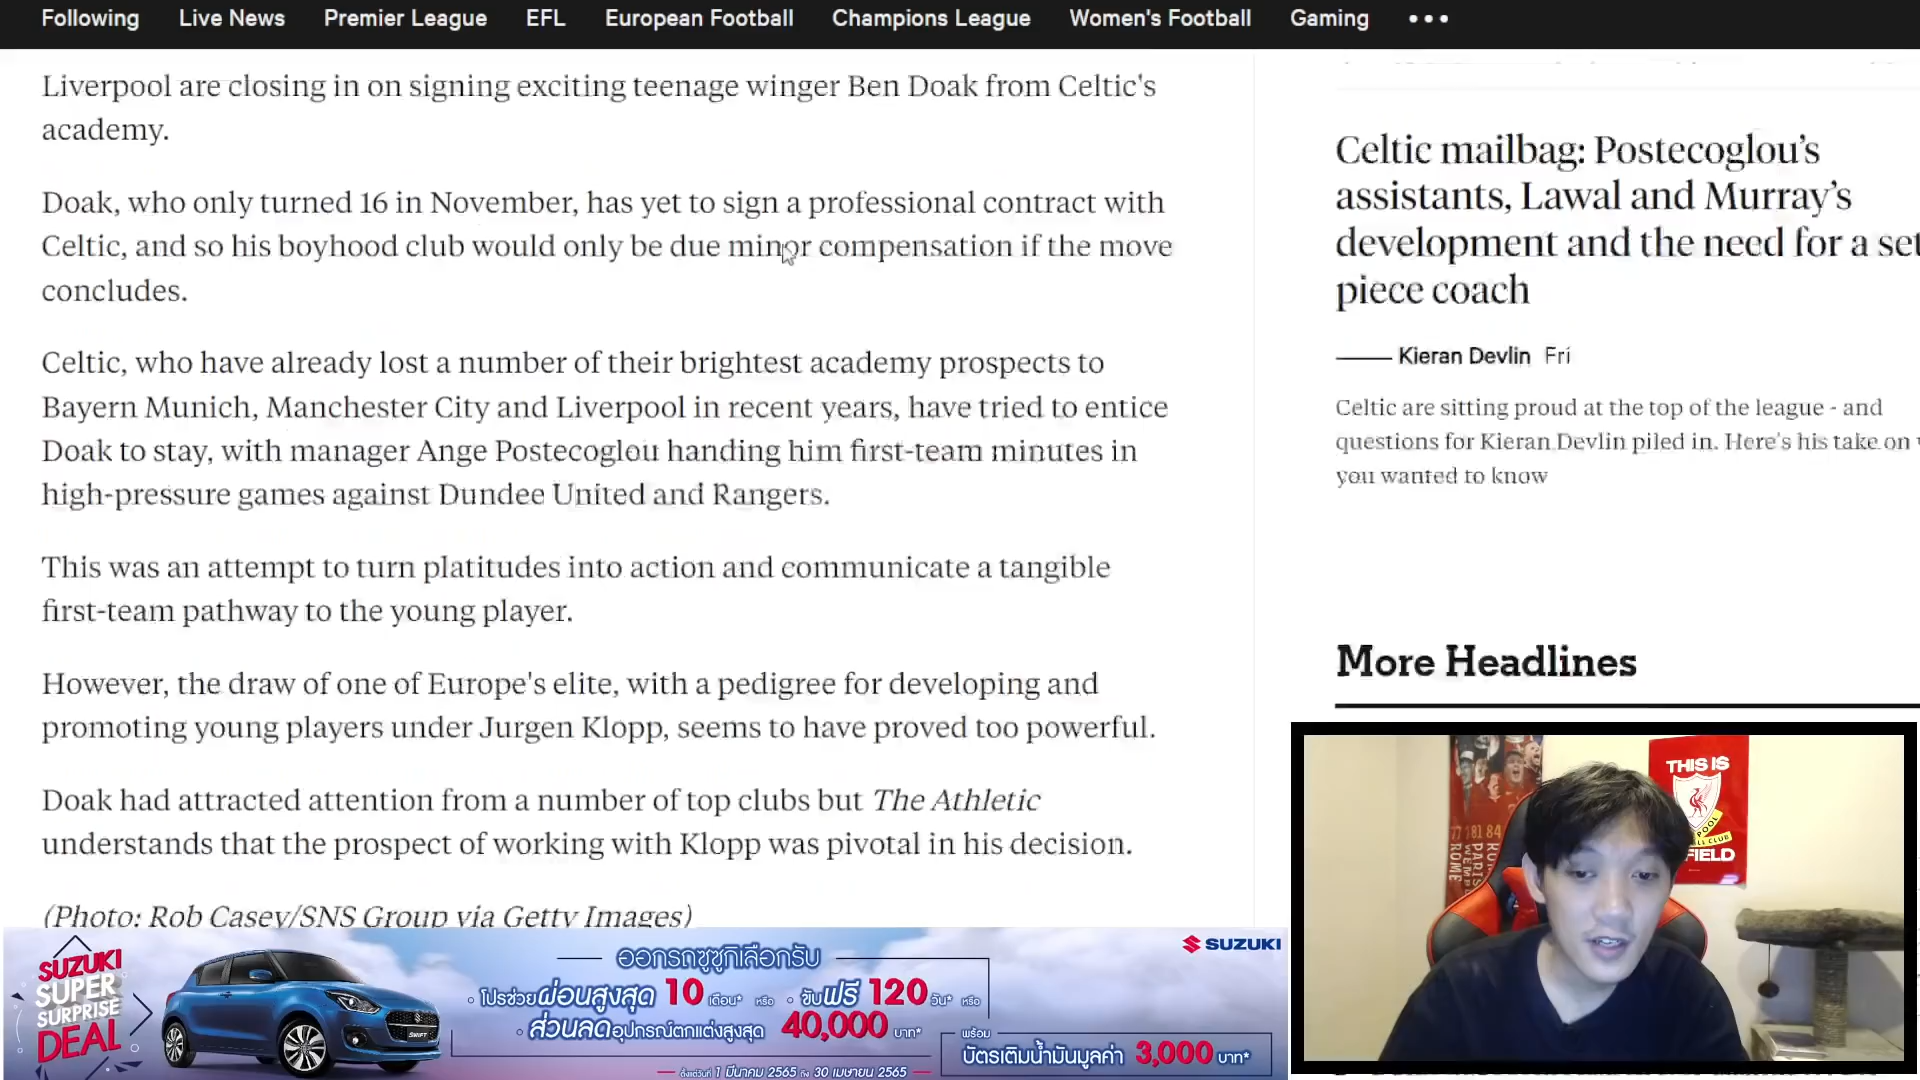 Following Live News Premier League EFL European Football Champions League Women's Football Gaming
Liverpool are closing in on signing exciting teenage winger Ben Doak from Celtic's
academy.
Doak, who only turned 16 in November, has yet to sign a professional contract with
Celtic, and so his boyhood club would only be due minor compensation if the move
concludes.
Celtic, who have already lost a number of their brightest academy prospects to
Bayern Munich, Manchester City and Liverpool in recent years, have tried to entice
Doak to stay, with manager Ange Postecoglou handing him first-team minutes in
high-pressure games against Dundee United and Rangers.
This was an attempt to turn platitudes into action and communicate a tangible
first-team pathway to the young player.
However, the draw of one of Europe's elite, with a pedigree for developing and
promoting young players under Jurgen Klopp, seems to have proved too powerful.
Doak had attracted attention from a number of top clubs but The Athletic
understands that the prospect of working with Klopp was pivotal in his decision.
(Photo: Rob Casey/SNS Group via Getty Images)
Celtic mailbag: Postecoglou's
assistants, Lawal and Murray's
development and the need for a set
piece coach
Kieran Devlin Fri
Celtic are sitting proud at the top of the league - and
questions for Kieran Devlin piled in. Here's his take on
you wanted to know
More Headlines
SUZUKI
SUPER
SURPRISE
DEAL
SWIFT
ออกรถซูซูกิเลือกรับ
• โปรช่วยผ่อนสูงสุด 10 เดือน* หรือ • ขับฟรี 120 วัน* หรือ
• ส่วนลดอุปกรณ์ตกแต่งสูงสุด 40,000 บาท*
พร้อม
บัตรเติมน้ำมันมูลค่า 3,000 บาท*
ตั้งแต่วันที่ 1 มีนาคม 2565 ถึง 30 เมษายน 2565
SUZUKI
THIS IS
FIELD
77 81 84
ROME
WEMB
PARIS
ROME